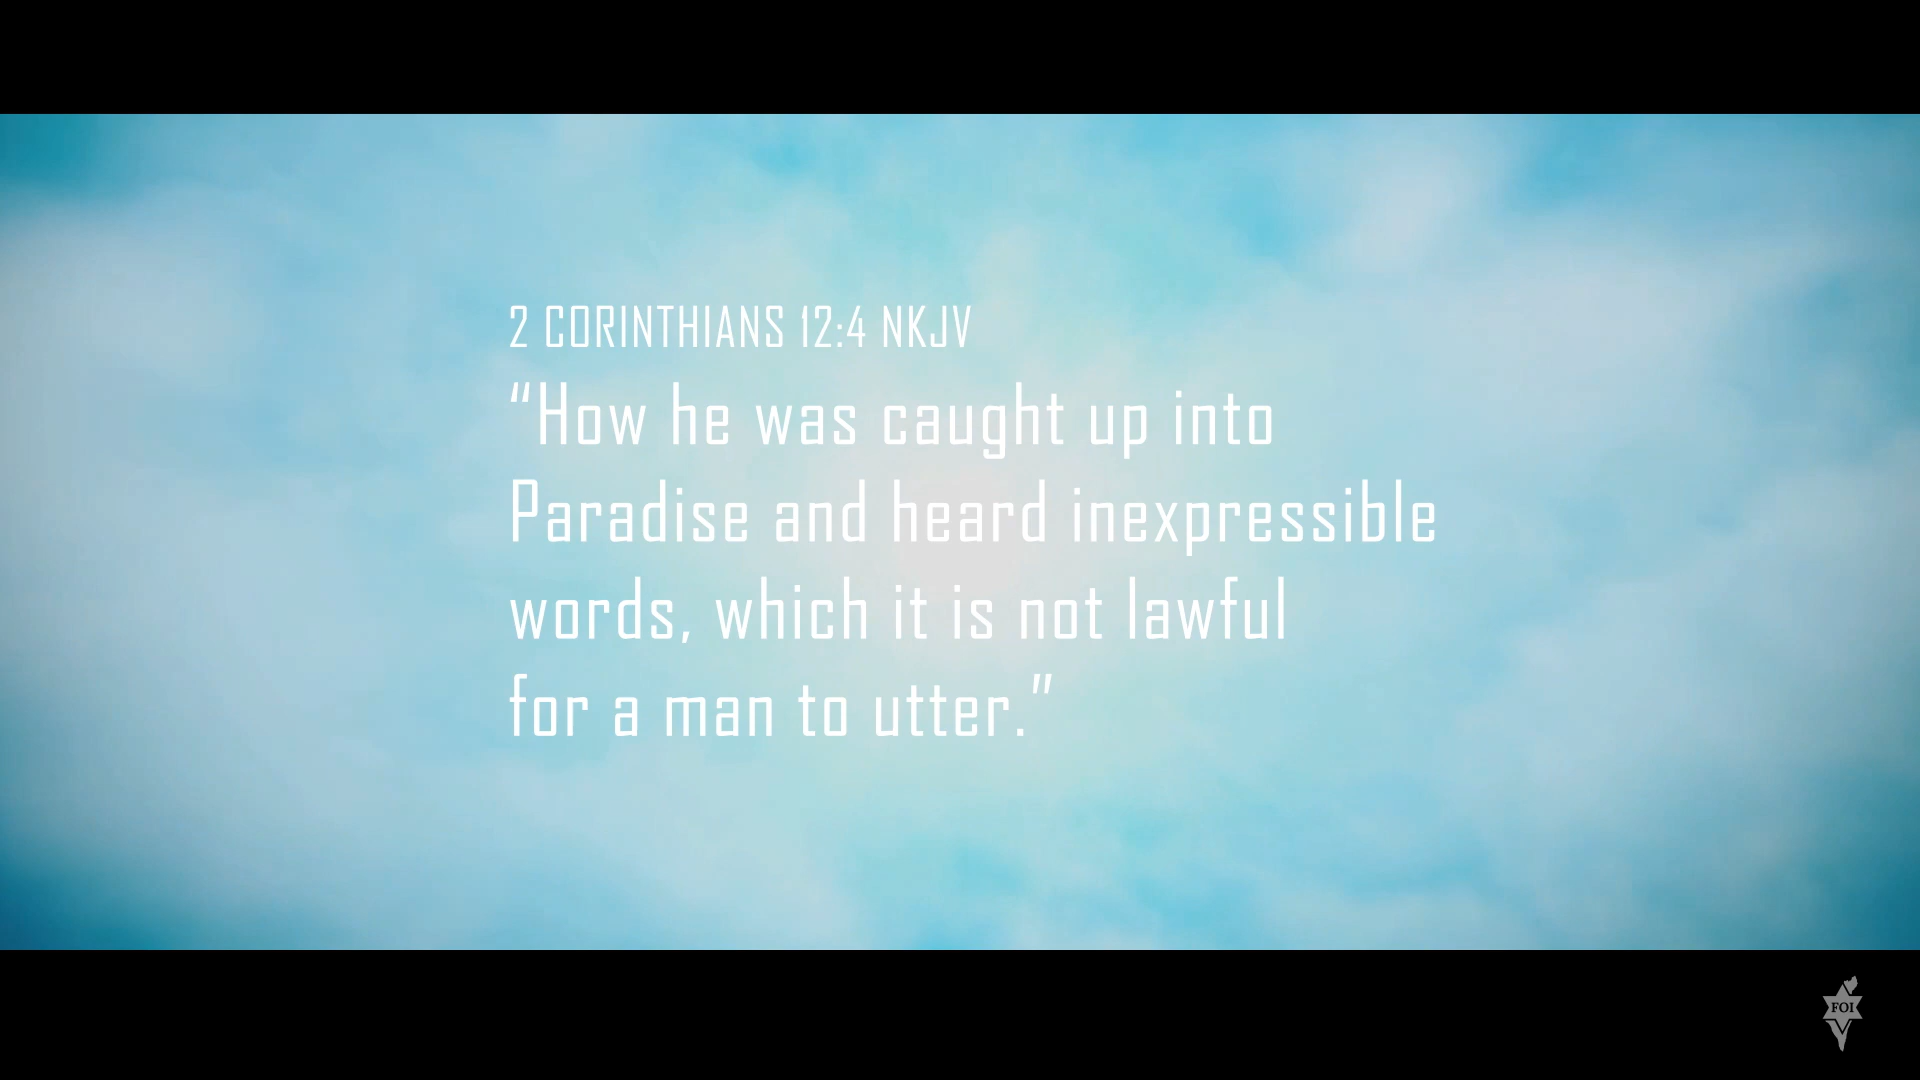 2 CORINTHIANS 12:4 NKJV
“How he was caught up into
Paradise and heard inexpressible
words, which it is not lawful
for a man to utter.”
FOI